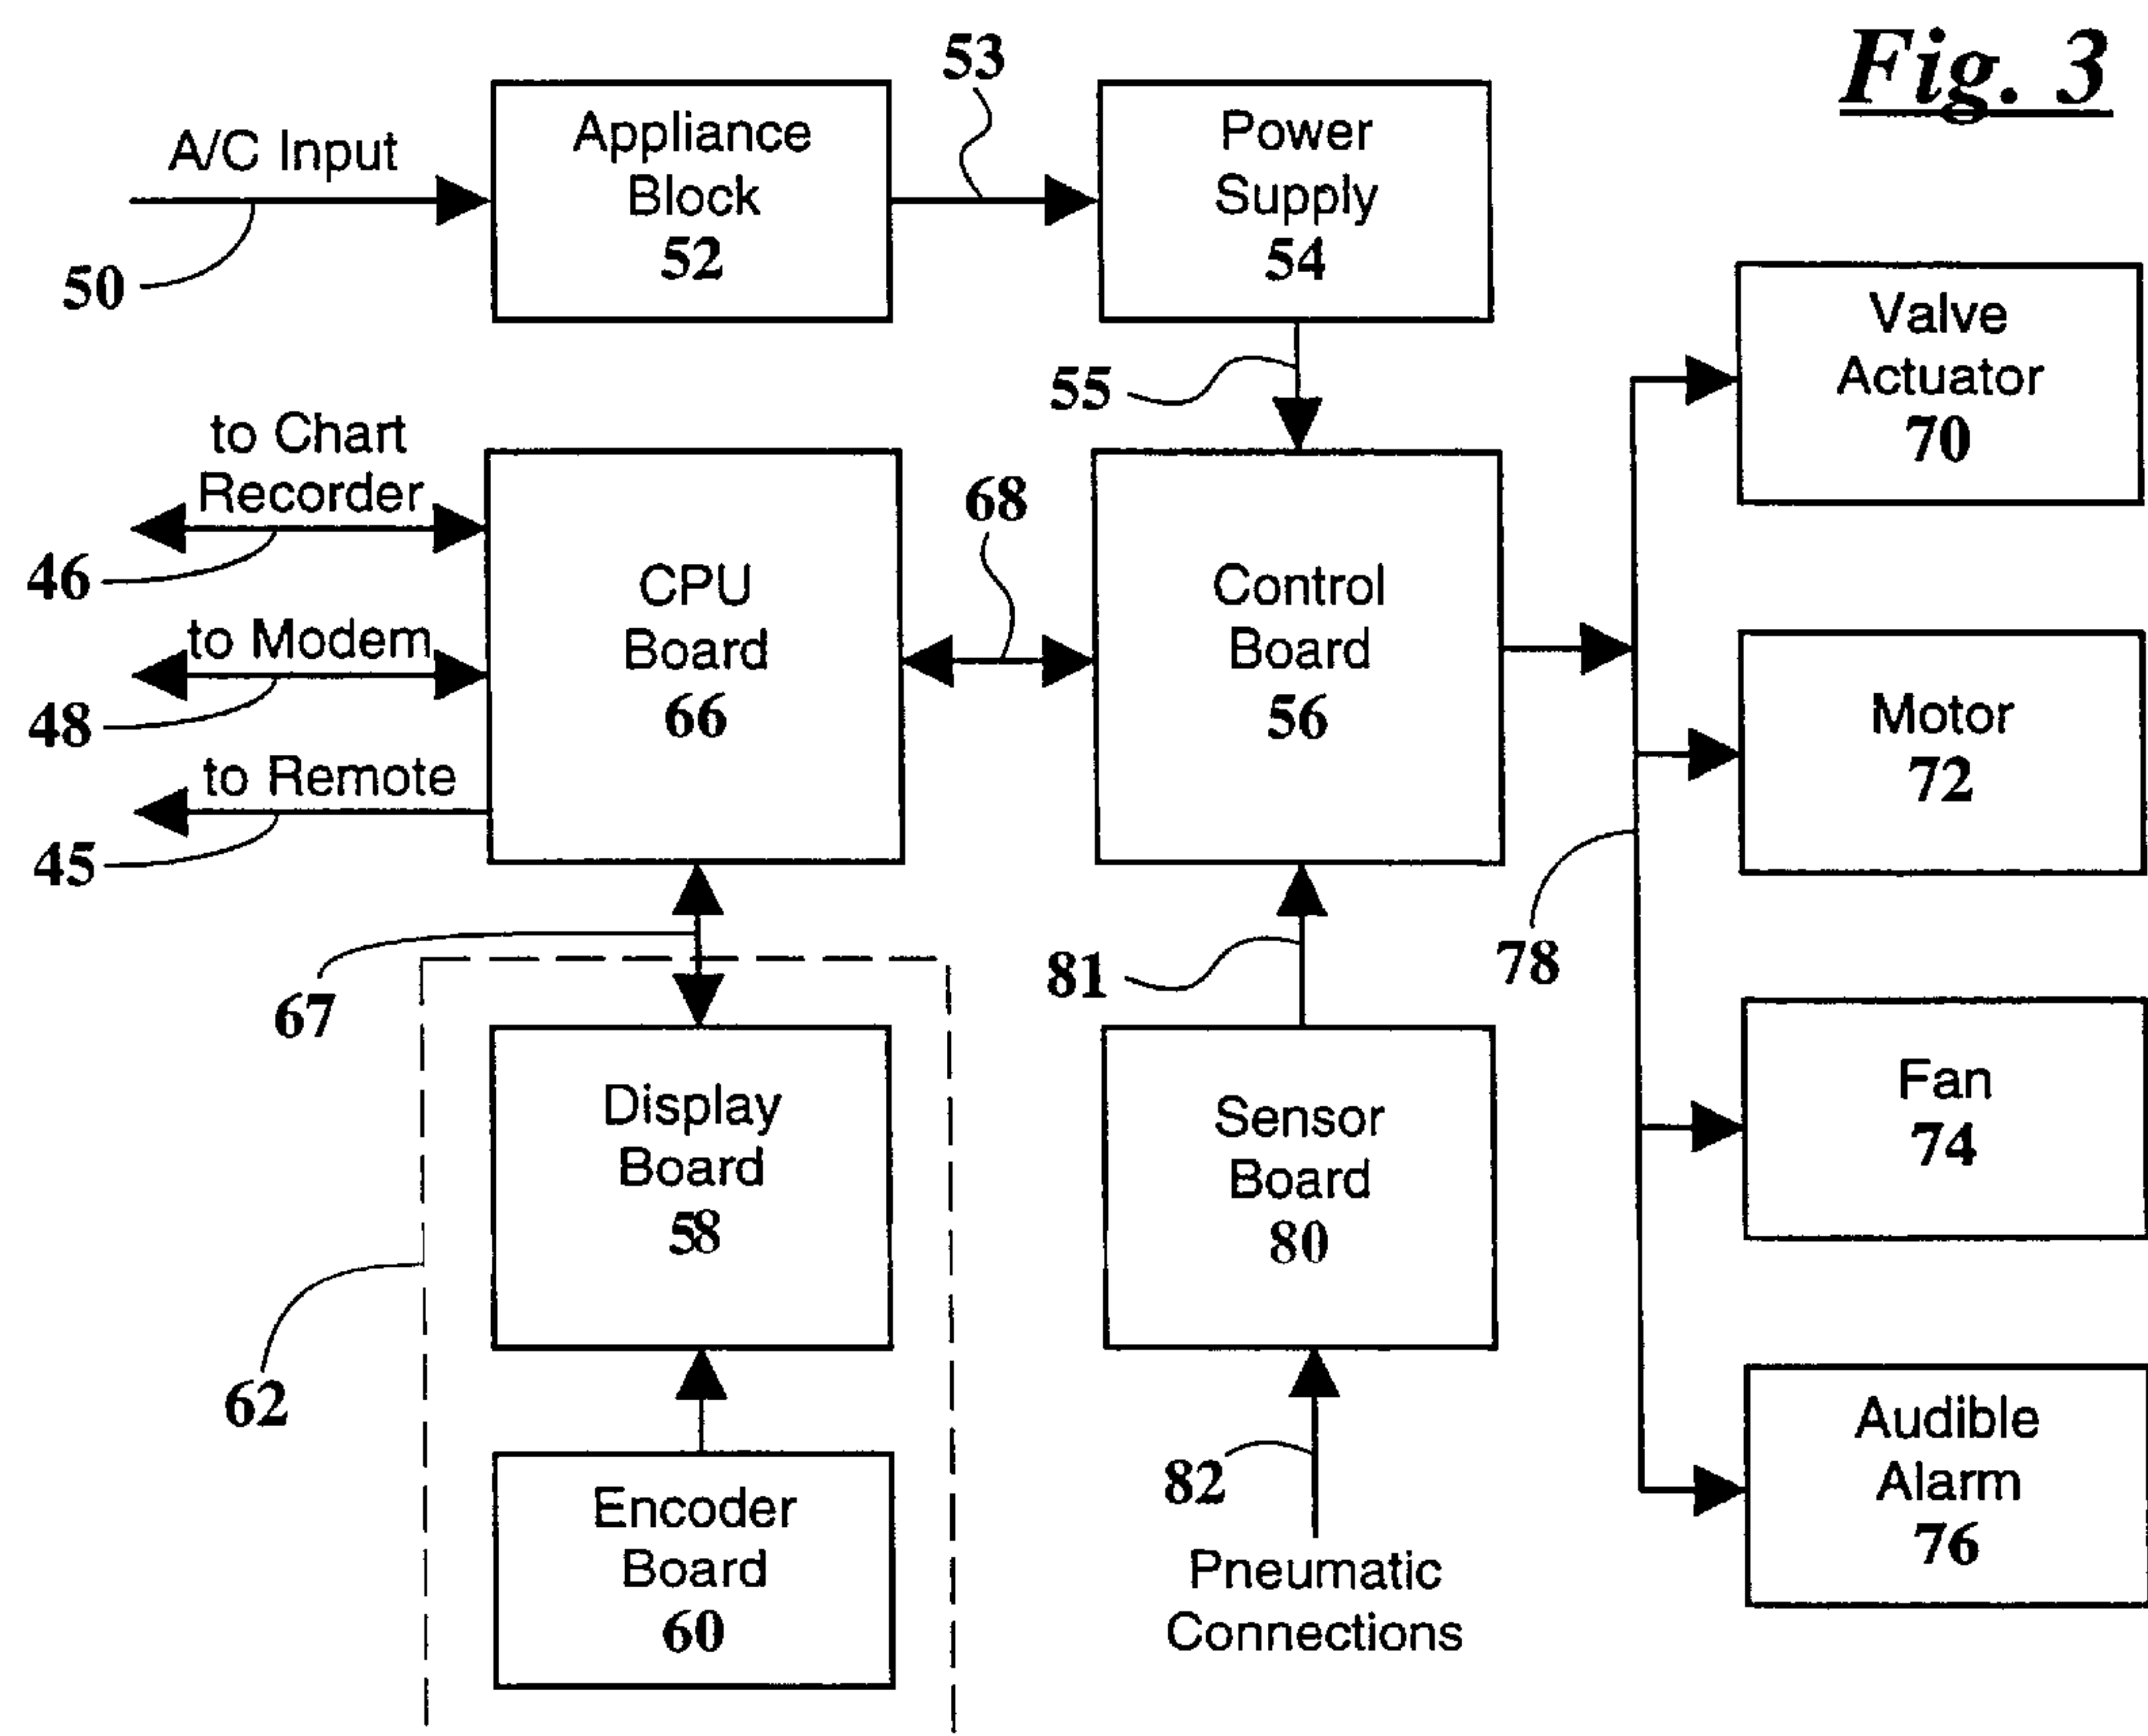 Fig. 3
53
A/C Input
50
Appliance
Block
52
Power
Supply
54
55
Valve
Actuator
70
to Chart
Recorder
46
to Modem
48
to Remote
45
CPU
Board
66
68
Control
Board
56
Motor
72
78
67
81
Display
Board
58
Sensor
Board
80
Fan
74
62
Encoder
Board
60
82
Pneumatic
Connections
Audible
Alarm
76